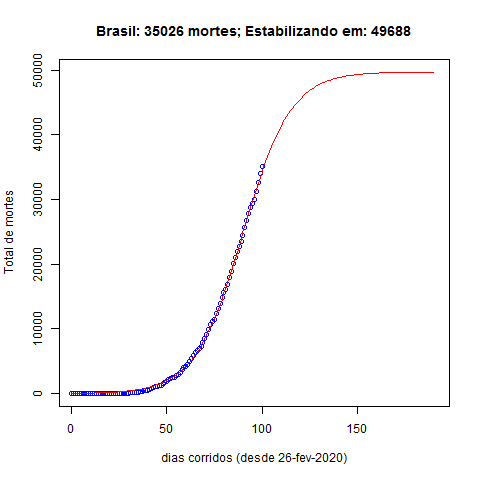 Brasil: 35026 mortes; Estabilizando em: 49688
Total de mortes
50000
40000
30000
20000
10000
0
0 50 100 150
dias corridos (desde 26-fev-2020)